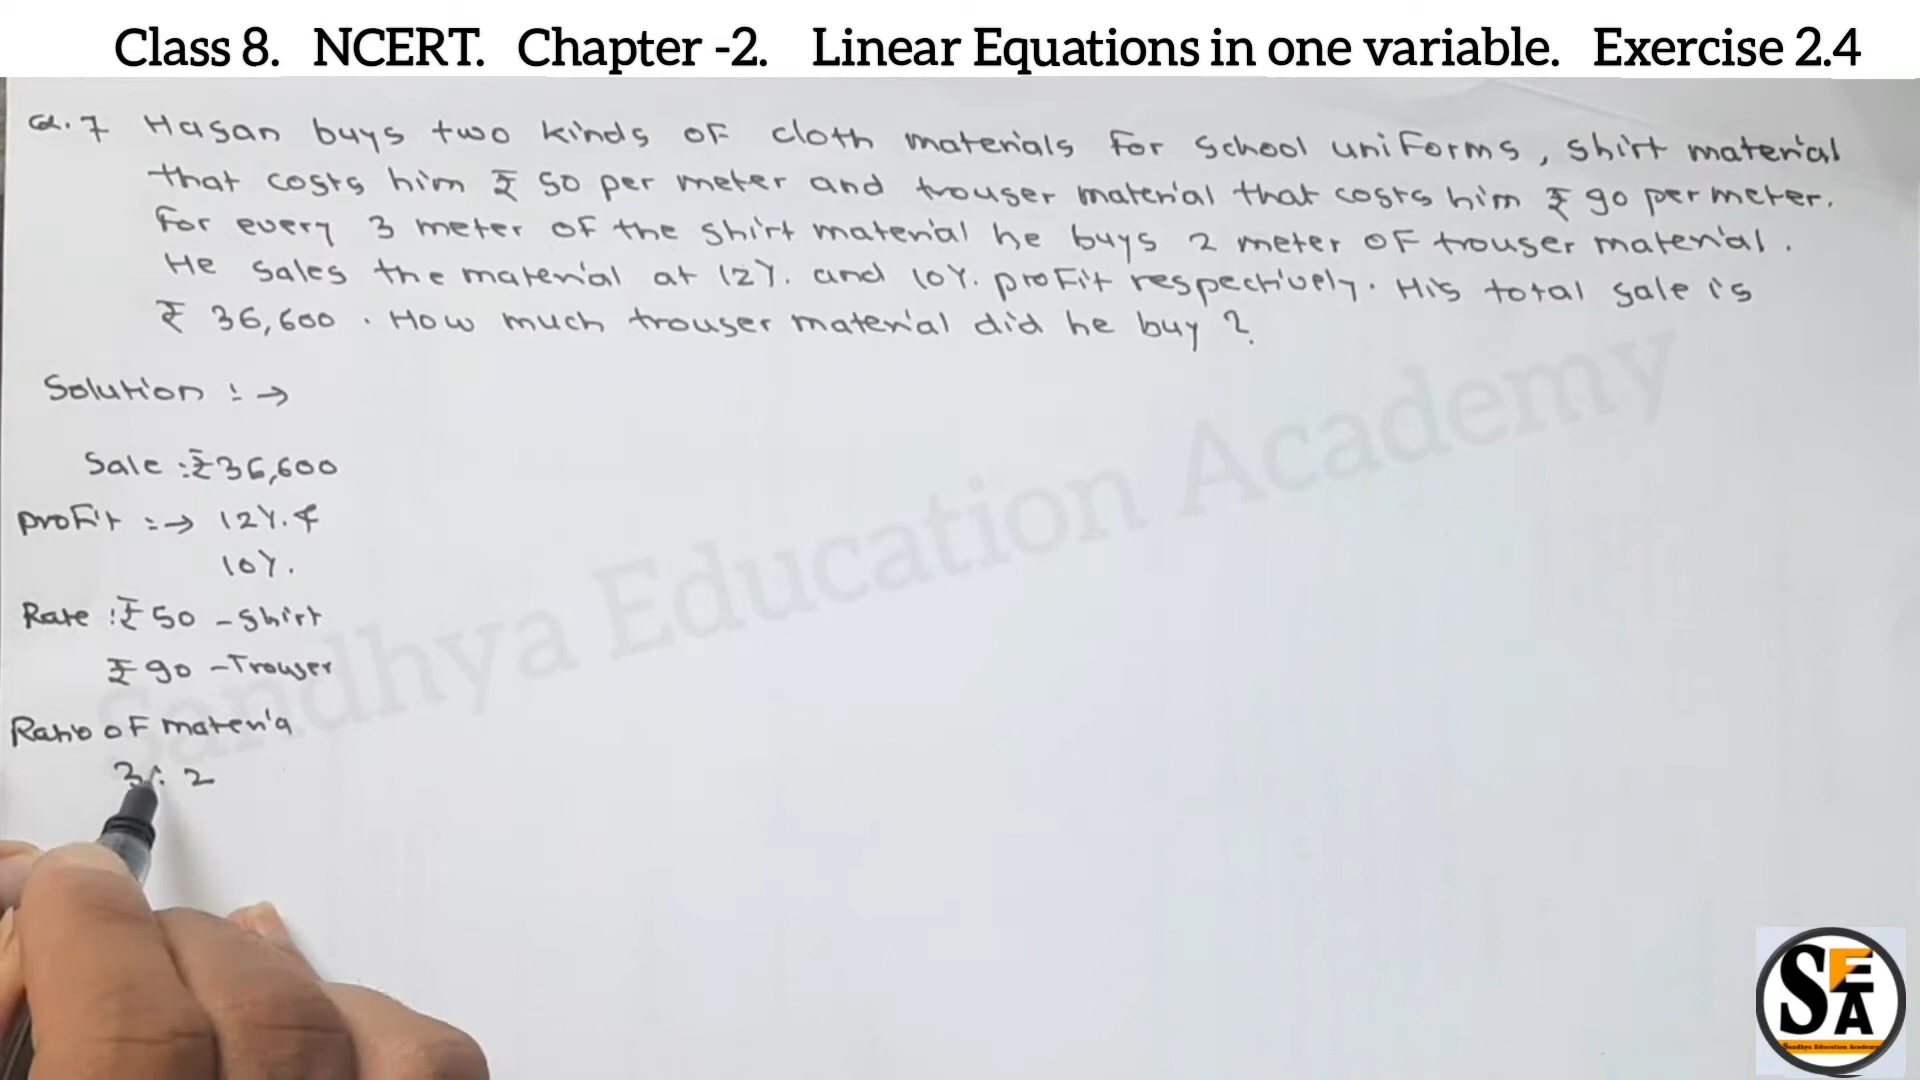 Class 8. NCERT. Chapter -2. Linear Equations in one variable. Exercise 2.4
Q.7 Hasan buys two kinds of cloth materials for school uniforms, shirt material
that costs him ₹ 50 per meter and trouser material that costs him ₹ 90 per meter.
For every 3 meter of the shirt material he buys 2 meter of trouser material.
He sales the material at 12%. and 10%. profit respectively. His total sale is
₹ 36,600. How much trouser material did he buy?
Solution :→
Sale :₹36,600
Profit :→ 12%. &
10%.
Rate :₹ 50 - Shirt
₹ 90 - Trouser
Ratio of materia
3 : 2
Sandhya Education Academy
SEA
Sandhya Education Academy